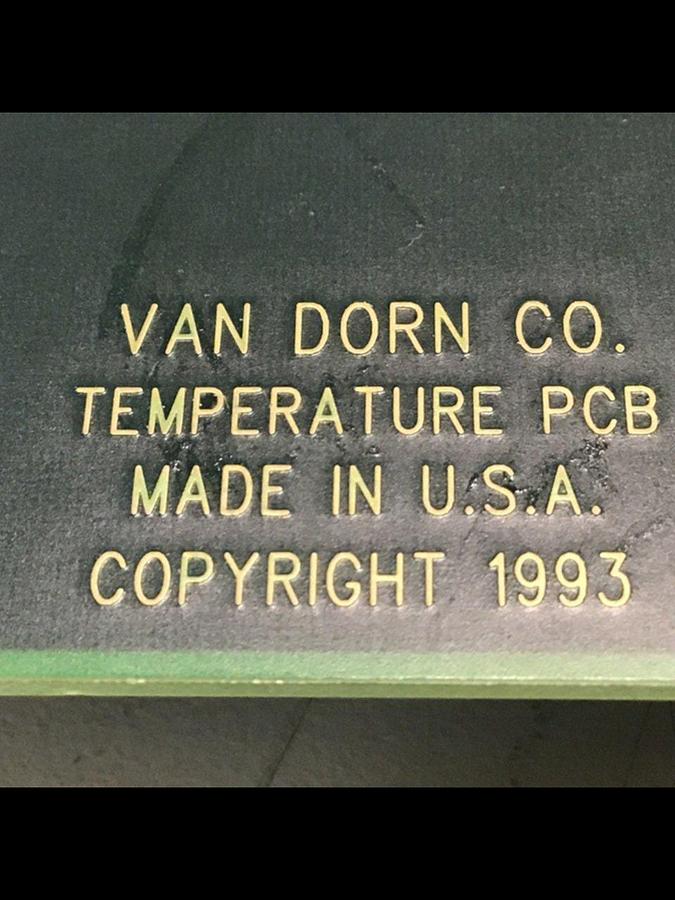 VAN DORN CO.
TEMPERATURE PCB
MADE IN U.S.A.
COPYRIGHT 1993